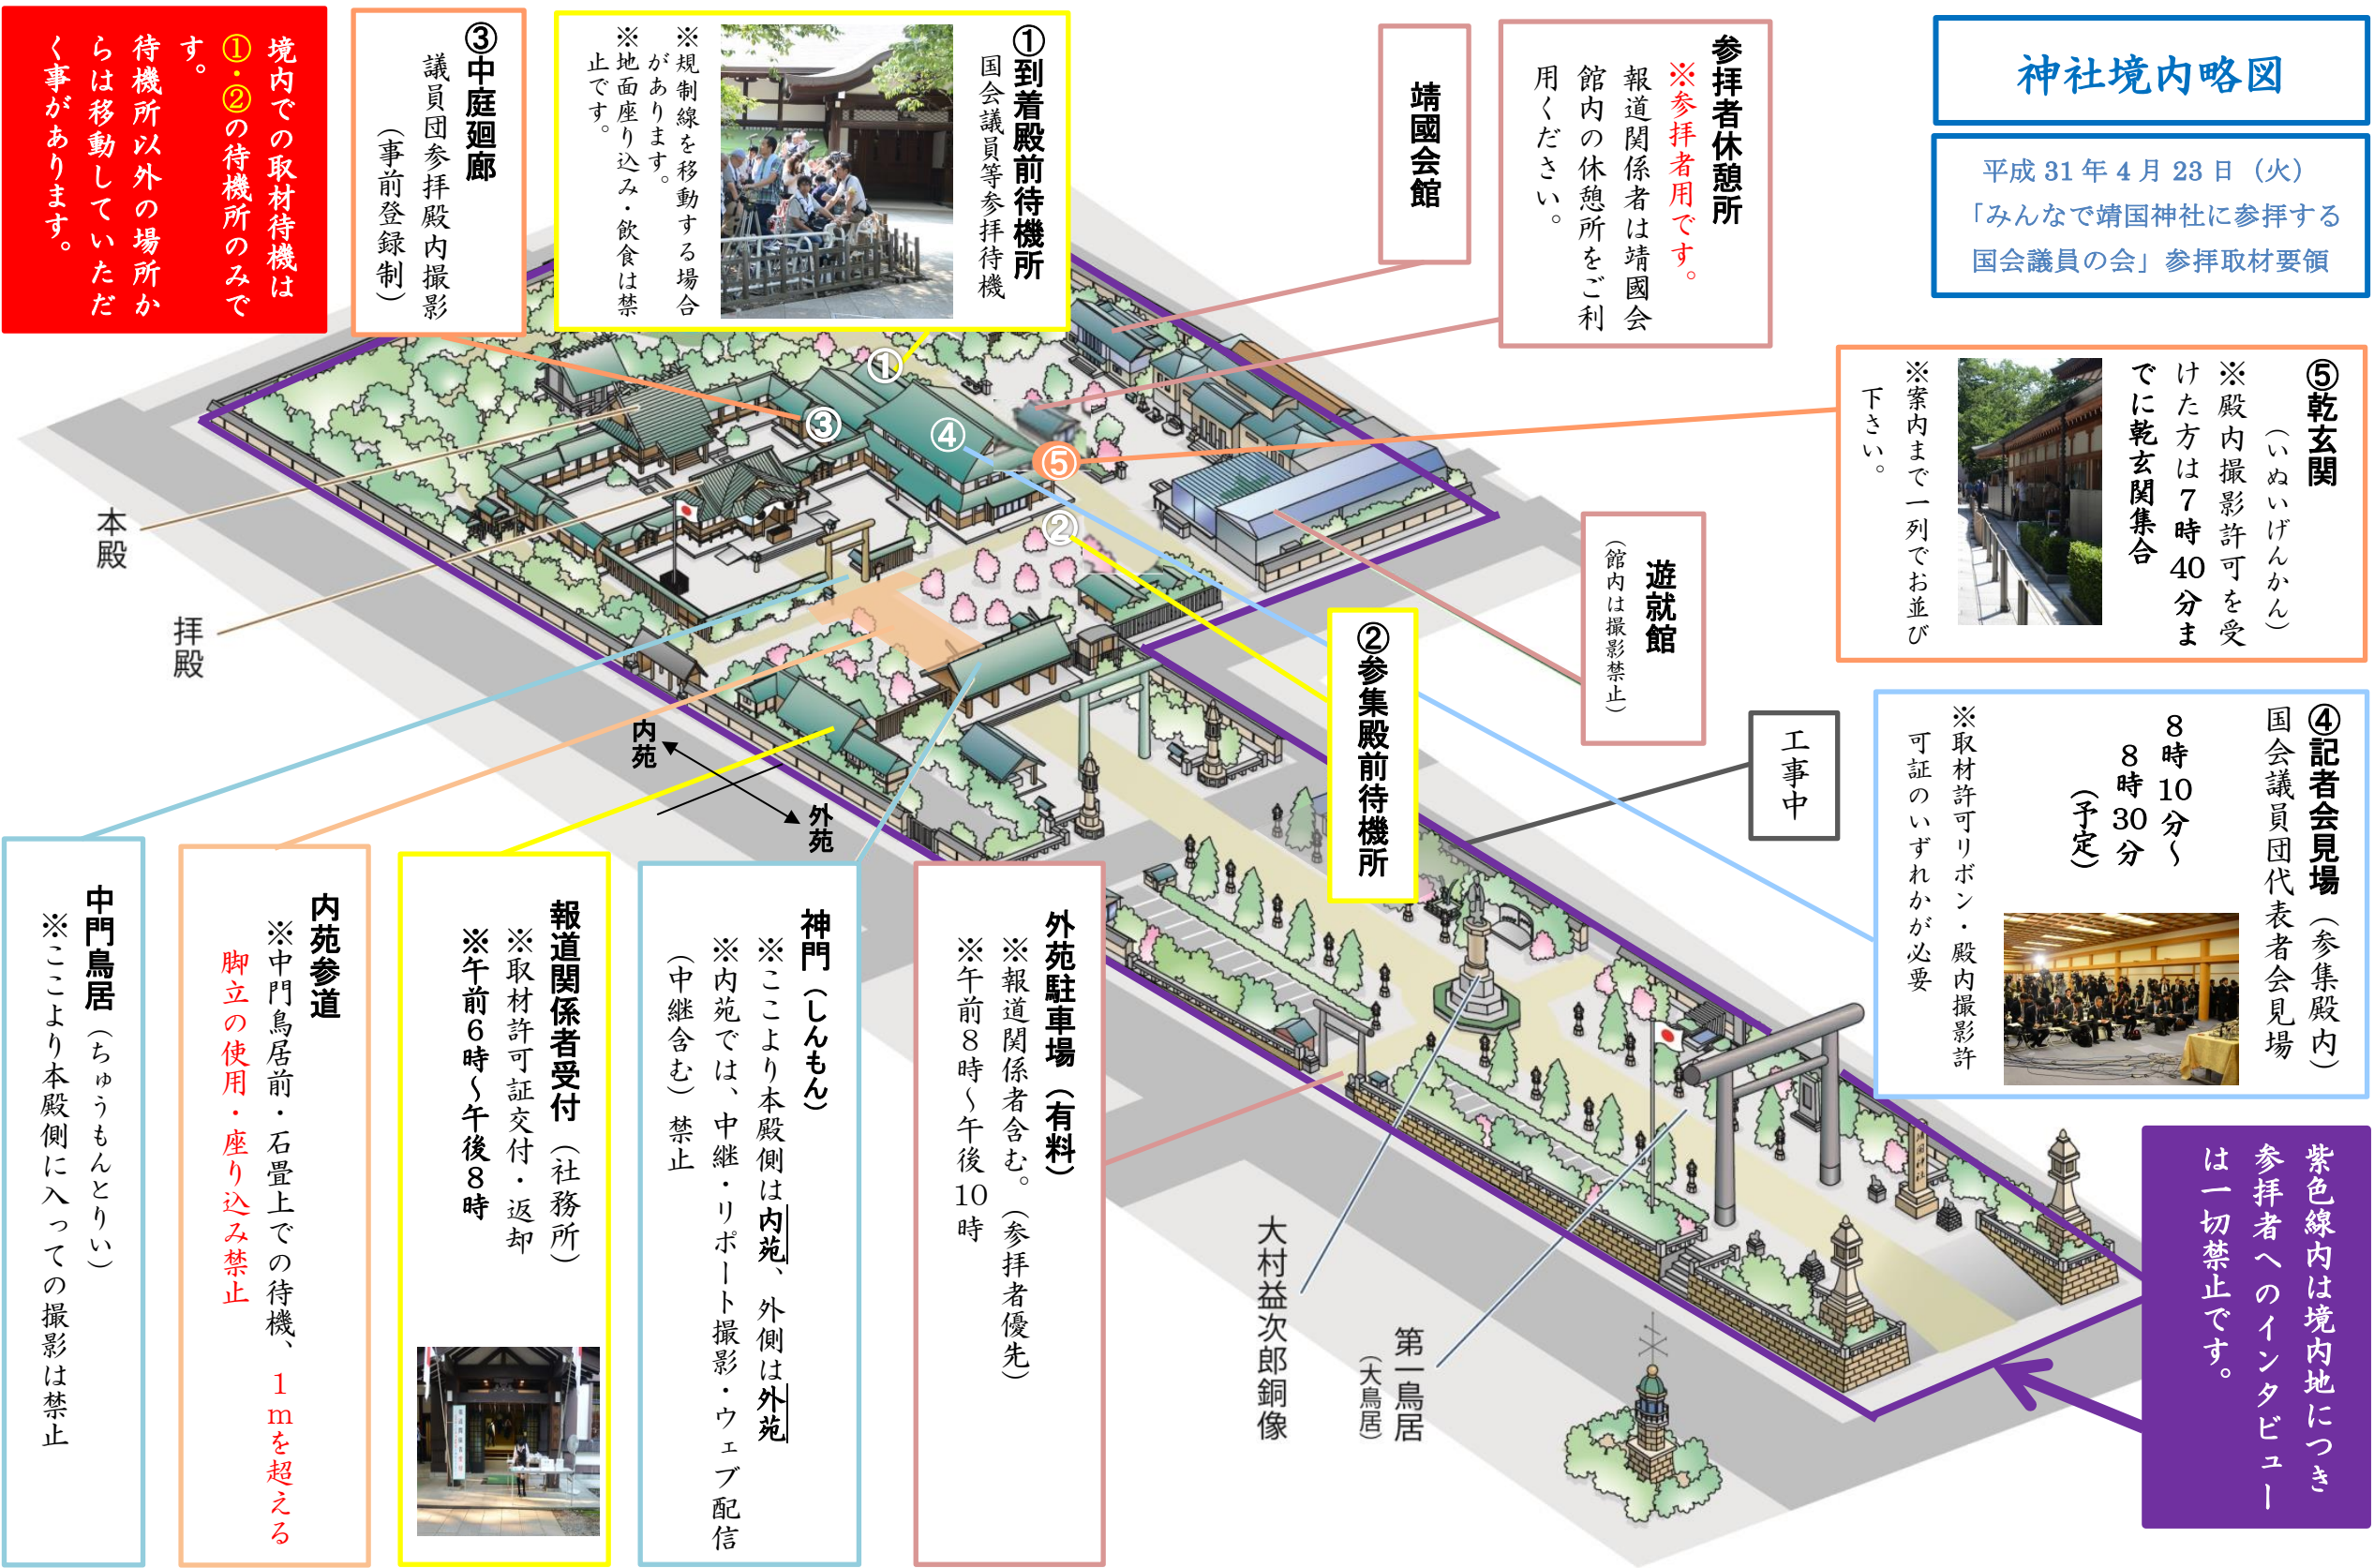 神社境内略図
平成 31 年 4 月 23 日（火）
「みんなで靖国神社に参拝する
国会議員の会」参拝取材要領
参拝者休憩所
※参拝者用です。
報道関係者は靖國会
館内の休憩所をご利
用ください。
靖國会館
①到着殿前待機所
国会議員等参拝待機
※規制線を移動する場合
があります。
※地面座り込み・飲食は禁
止です。
③中庭廻廊
議員団参拝殿内撮影
（事前登録制）
境内での取材待機は
①・②の待機所のみで
す。
待機所以外の場所か
らは移動していただ
く事があります。
⑤乾玄関
（いぬいげんかん）
※殿内撮影許可を受
けた方は７時 40 分ま
でに乾玄関集合
※案内まで一列でお並び
下さい。
①
③
④
⑤
②
本殿
拝殿
遊就館
（館内は撮影禁止）
②参集殿前待機所
工事中
④記者会見場（参集殿内）
国会議員団代表者会見場
８時 10 分～
８時 30 分
（予定）
※取材許可リボン・殿内撮影許
可証のいずれかが必要
内苑
外苑
紫色線内は境内地につき
参拝者へのインタビュー
は一切禁止です。
第一鳥居
（大鳥居）
大村益次郎銅像
外苑駐車場（有料）
※報道関係者含む。（参拝者優先）
※午前８時～午後 10 時
神門（しんもん）
※ここより本殿側は内苑、外側は外苑
※内苑では、中継・リポート撮影・ウェブ配信
（中継含む）禁止
報道関係者受付（社務所）
※取材許可証交付・返却
※午前６時～午後８時
内苑参道
※中門鳥居前・石畳上での待機、１ｍを超える
脚立の使用・座り込み禁止
中門鳥居（ちゅうもんとりい）
※ここより本殿側に入っての撮影は禁止